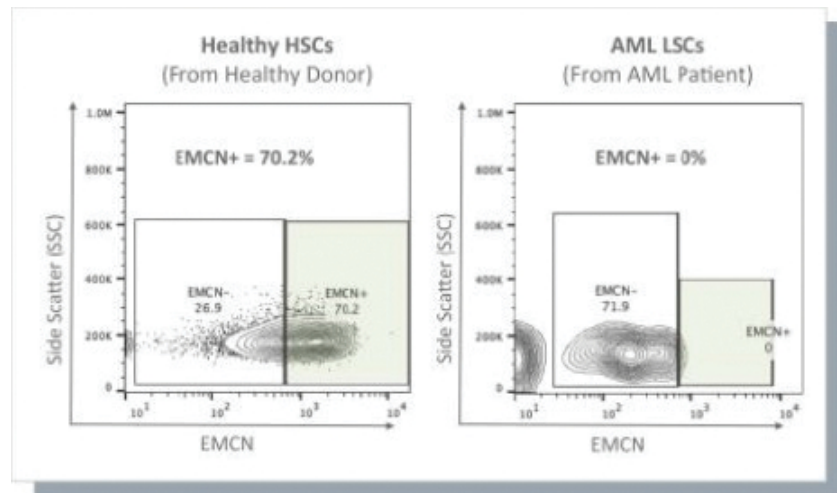 Healthy HSCs
(From Healthy Donor)
EMCN+ = 70.2%
Side Scatter (SSC)
1.0M
800K
600K
400K
200K
0
EMCN-
26.9
EMCN+
70.2
10¹
10²
10³
10⁴
EMCN
AML LSCs
(From AML Patient)
EMCN+ = 0%
Side Scatter (SSC)
1.0M
800K
600K
400K
200K
0
EMCN-
71.9
EMCN+
0
10¹
10²
10³
10⁴
EMCN